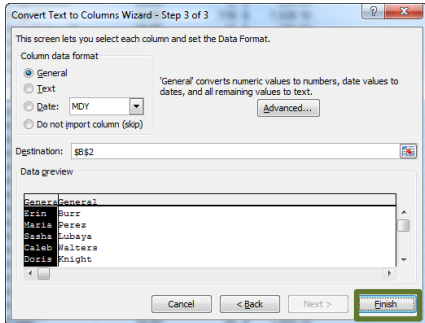 Convert Text to Columns Wizard - Step 3 of 3
This screen lets you select each column and set the Data Format.
Column data format
General
Text
Date: MDY
Do not import column (skip)
'General' converts numeric values to numbers, date values to
dates, and all remaining values to text.
Advanced...
Destination: $B$2
Data preview
GeneraGeneral
Erin Burr
Maria Perez
Sasha Lubaya
Caleb Walters
Doris Knight
Cancel < Back Next > Finish